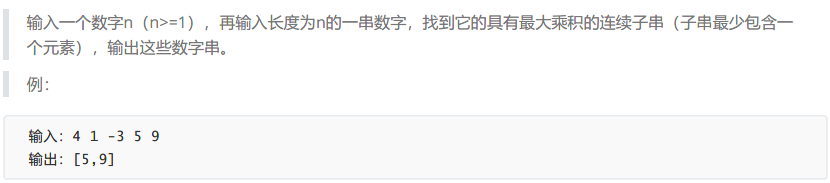 输入一个数字n（n>=1），再输入长度为n的一串数字，找到它的具有最大乘积的连续子串（子串最少包含一
个元素），输出这些数字串。
例：
输入：4 1 -3 5 9
输出：[5,9]